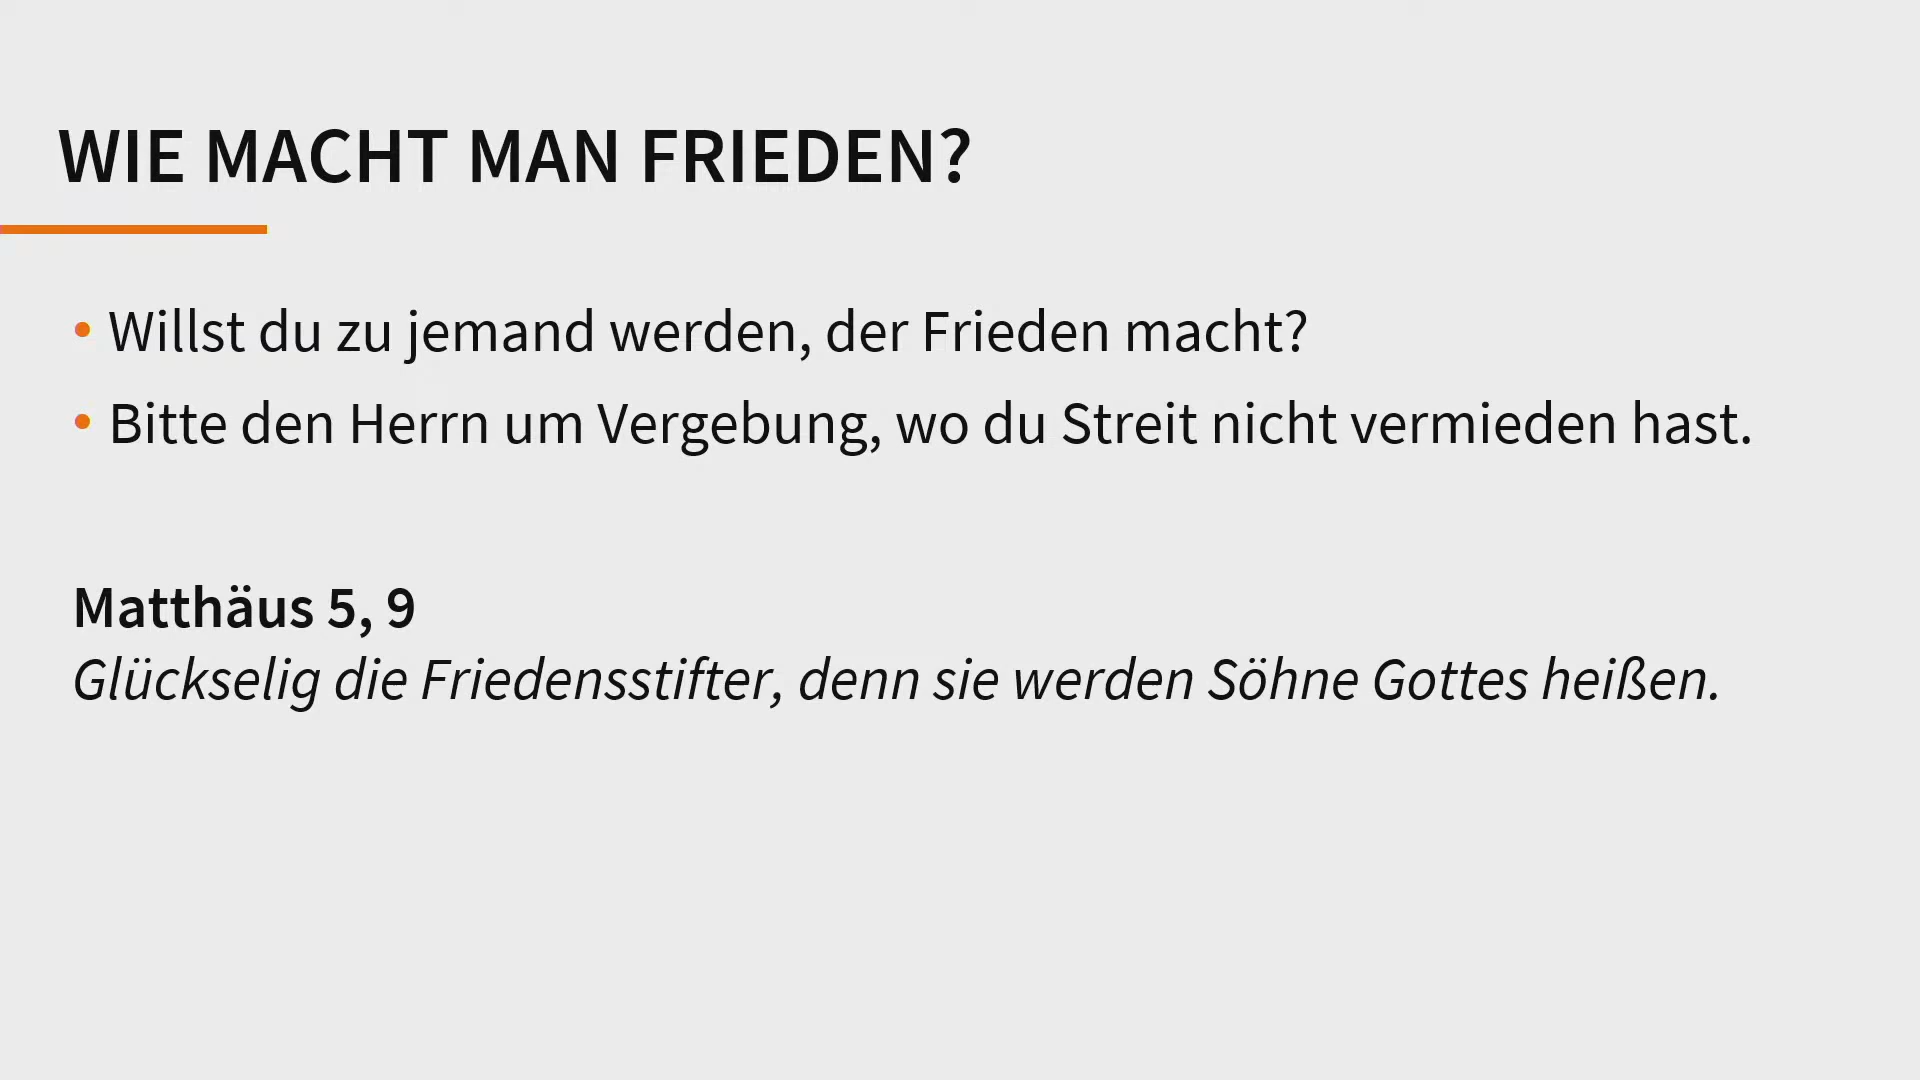 WIE MACHT MAN FRIEDEN?
• Willst du zu jemand werden, der Frieden macht?
• Bitte den Herrn um Vergebung, wo du Streit nicht vermieden hast.
Matthäus 5, 9
Glückselig die Friedensstifter, denn sie werden Söhne Gottes heißen.